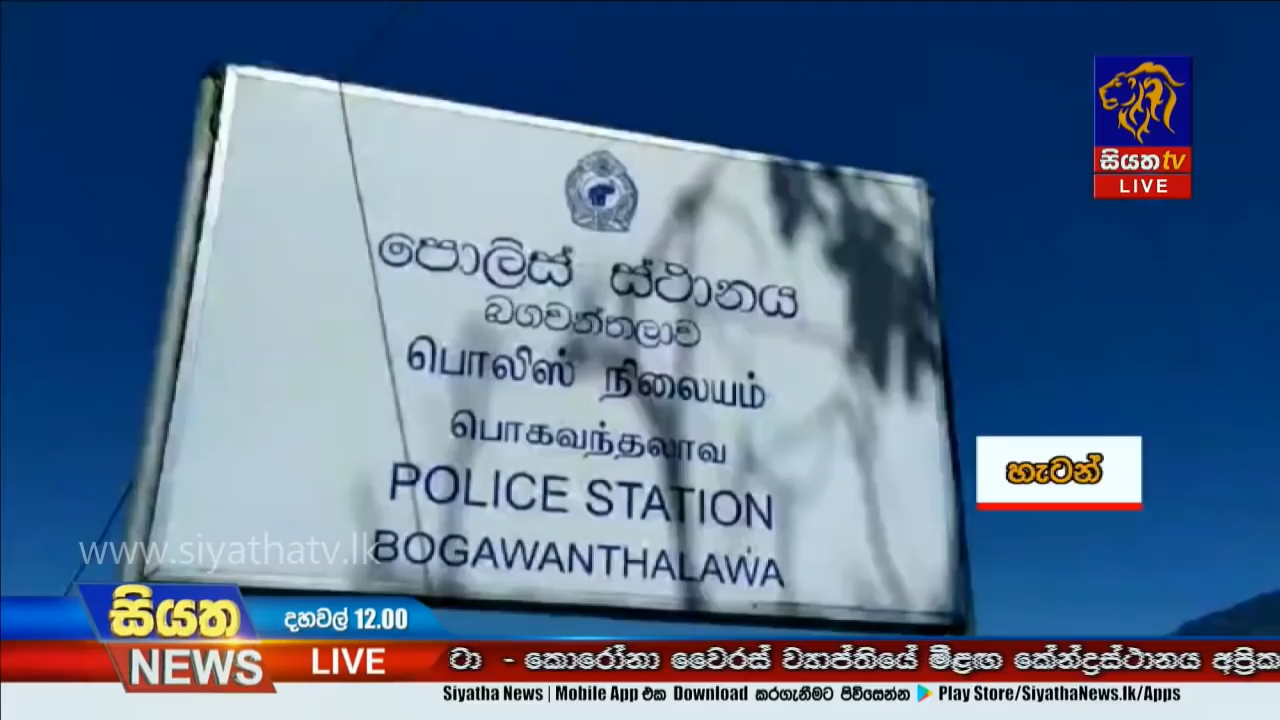 සියත tv
LIVE
පොලිස් ස්ථානය
බගවන්තලාව
பொலிஸ் நிலையம்
பொகவந்தலாவ
POLICE STATION
BOGAWANTHALAWA
හැටන්
www.siyathatv.lk
සියත
දහවල් 12.00
NEWS
LIVE
ටා - කොරෝනා වෛරස් ව්‍යාප්තියේ මීළඟ කේන්ද්‍රස්ථානය අප්‍රික
Siyatha News | Mobile App එක Download කරගැනීමට පිවිසෙන්න Play Store/SiyathaNews.lk/Apps